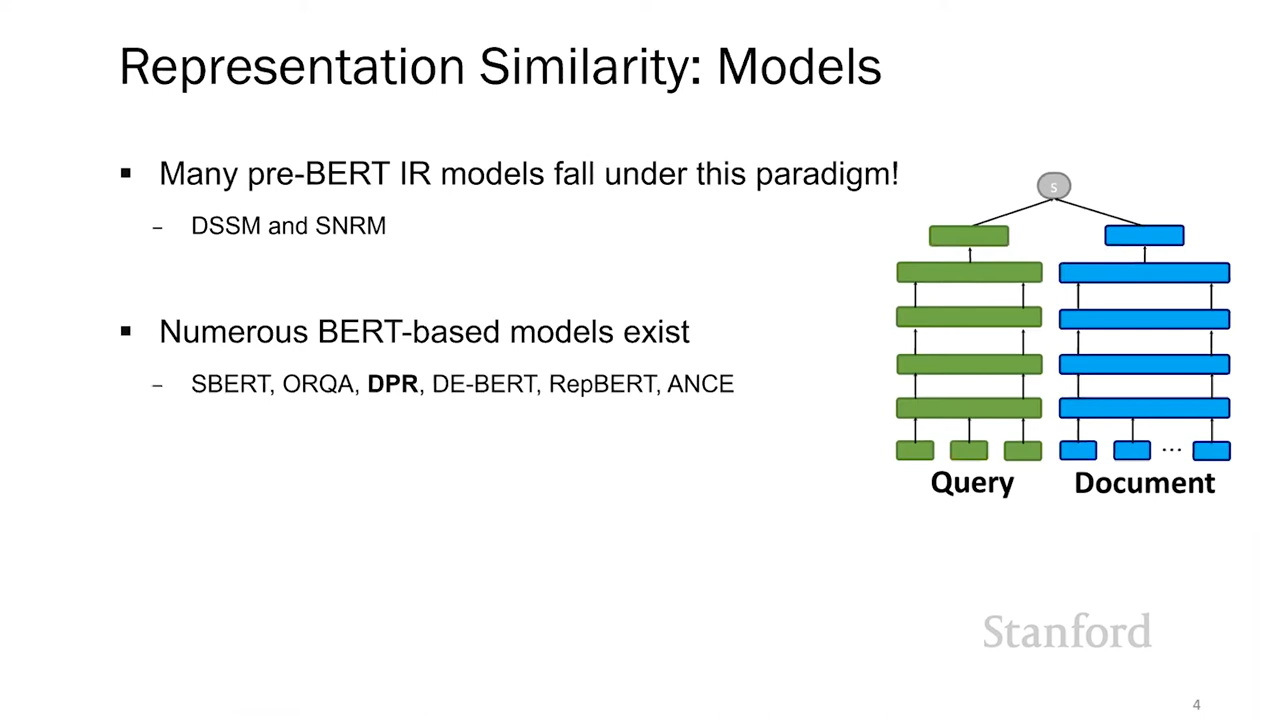 Representation Similarity: Models
▪ Many pre-BERT IR models fall under this paradigm!
– DSSM and SNRM
▪ Numerous BERT-based models exist
– SBERT, ORQA, DPR, DE-BERT, RepBERT, ANCE
s
...
Query
Document
Stanford
4